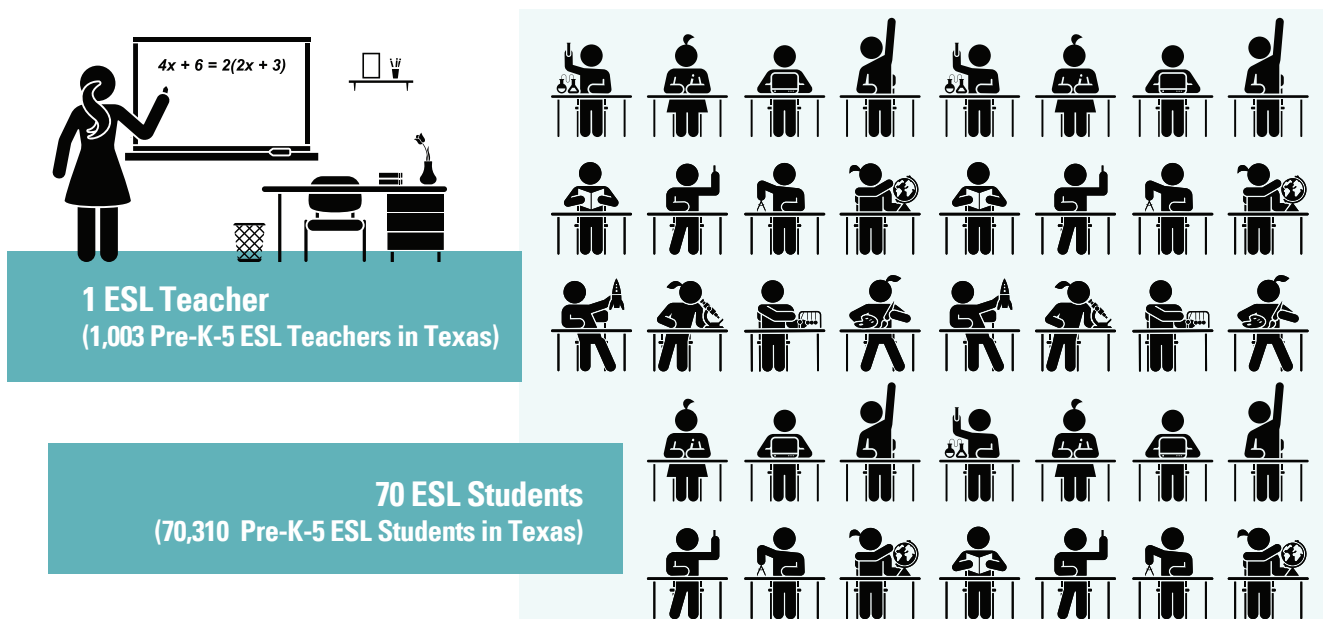 4x + 6 = 2(2x + 3)
1 ESL Teacher
(1,003 Pre-K-5 ESL Teachers in Texas)
70 ESL Students
(70,310 Pre-K-5 ESL Students in Texas)